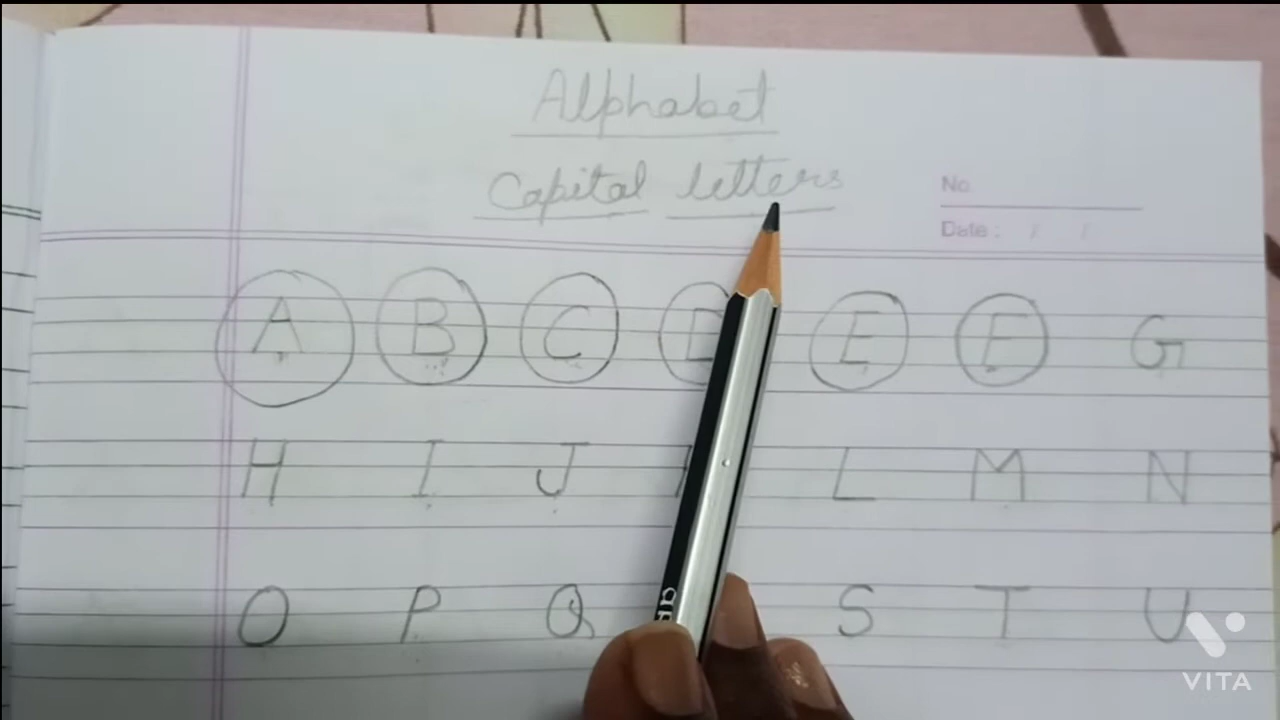 Alphabet
Capital letters
No
Date : / /
A B C D E F G
H I J L M N
O P Q S T U
VITA